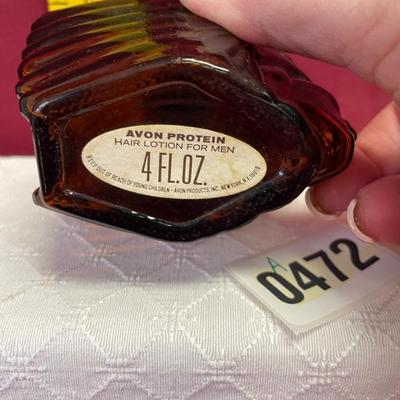 AVON PROTEIN
HAIR LOTION FOR MEN
4 FL.OZ.
KEEP OUT OF REACH OF YOUNG CHILDREN - AVON PRODUCTS, INC., NEW YORK, N.Y. 10019
A
0472